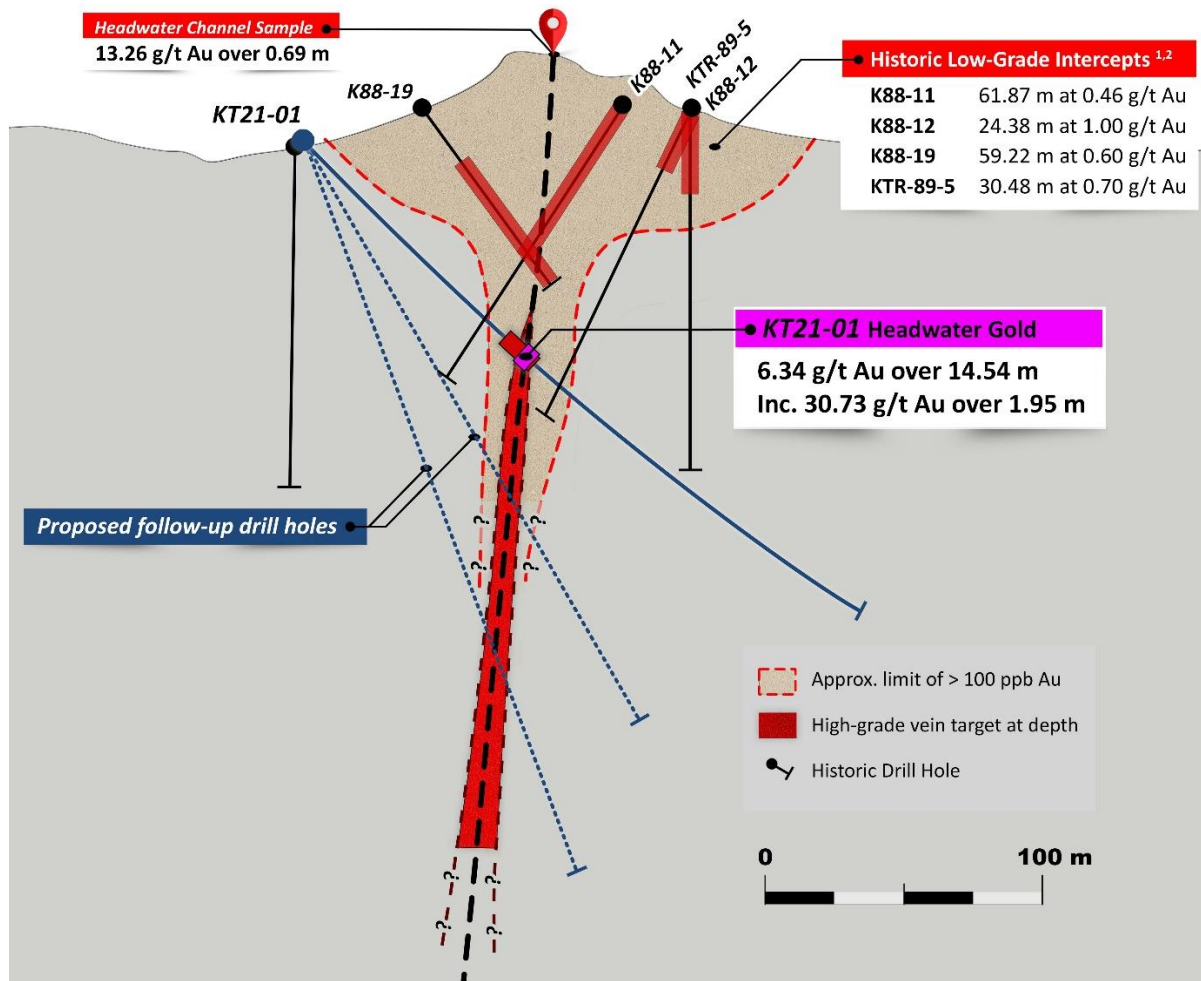 Headwater Channel Sample
13.26 g/t Au over 0.69 m
KT21-01
K88-19
K88-11
KTR-89-5
K88-12
Historic Low-Grade Intercepts 1,2
K88-11 61.87 m at 0.46 g/t Au
K88-12 24.38 m at 1.00 g/t Au
K88-19 59.22 m at 0.60 g/t Au
KTR-89-5 30.48 m at 0.70 g/t Au
KT21-01 Headwater Gold
6.34 g/t Au over 14.54 m
Inc. 30.73 g/t Au over 1.95 m
Proposed follow-up drill holes
? ?
? ?
Approx. limit of > 100 ppb Au
High-grade vein target at depth
Historic Drill Hole
0 100 m
? ?
? ?